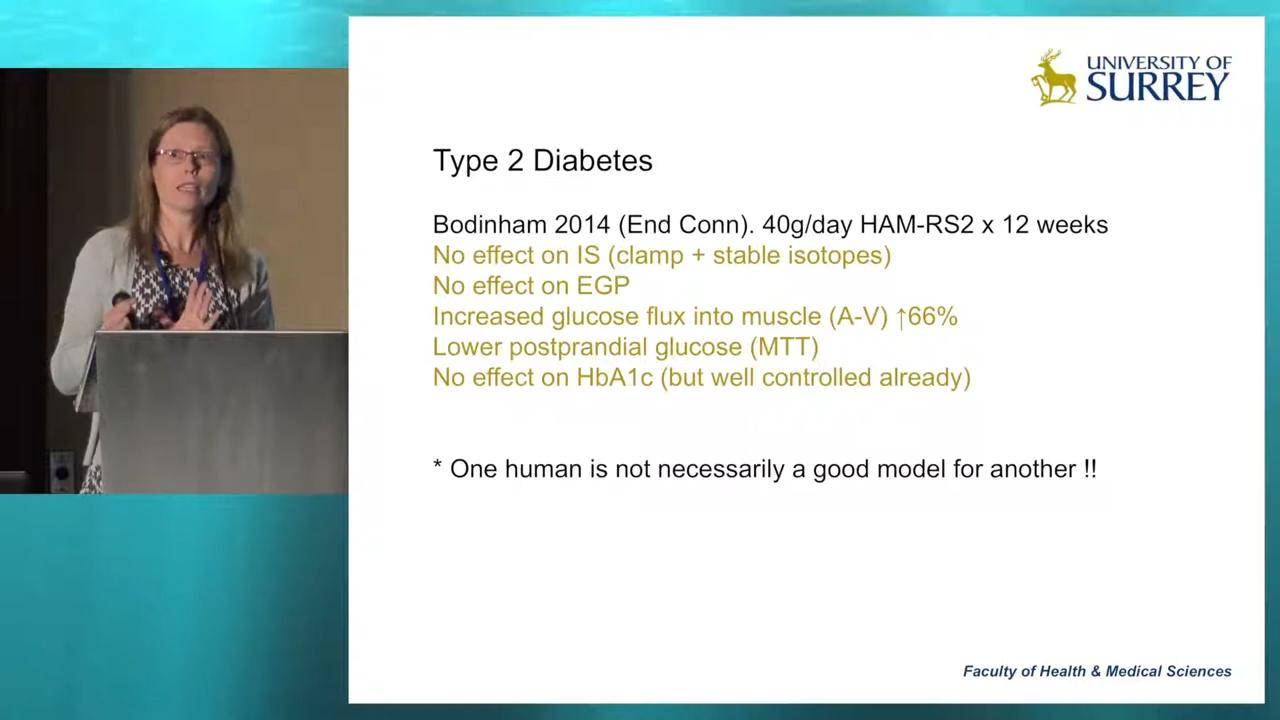 UNIVERSITY OF
SURREY
Type 2 Diabetes
Bodinham 2014 (End Conn). 40g/day HAM-RS2 x 12 weeks
No effect on IS (clamp + stable isotopes)
No effect on EGP
Increased glucose flux into muscle (A-V) ↑66%
Lower postprandial glucose (MTT)
No effect on HbA1c (but well controlled already)
* One human is not necessarily a good model for another !!
Faculty of Health & Medical Sciences